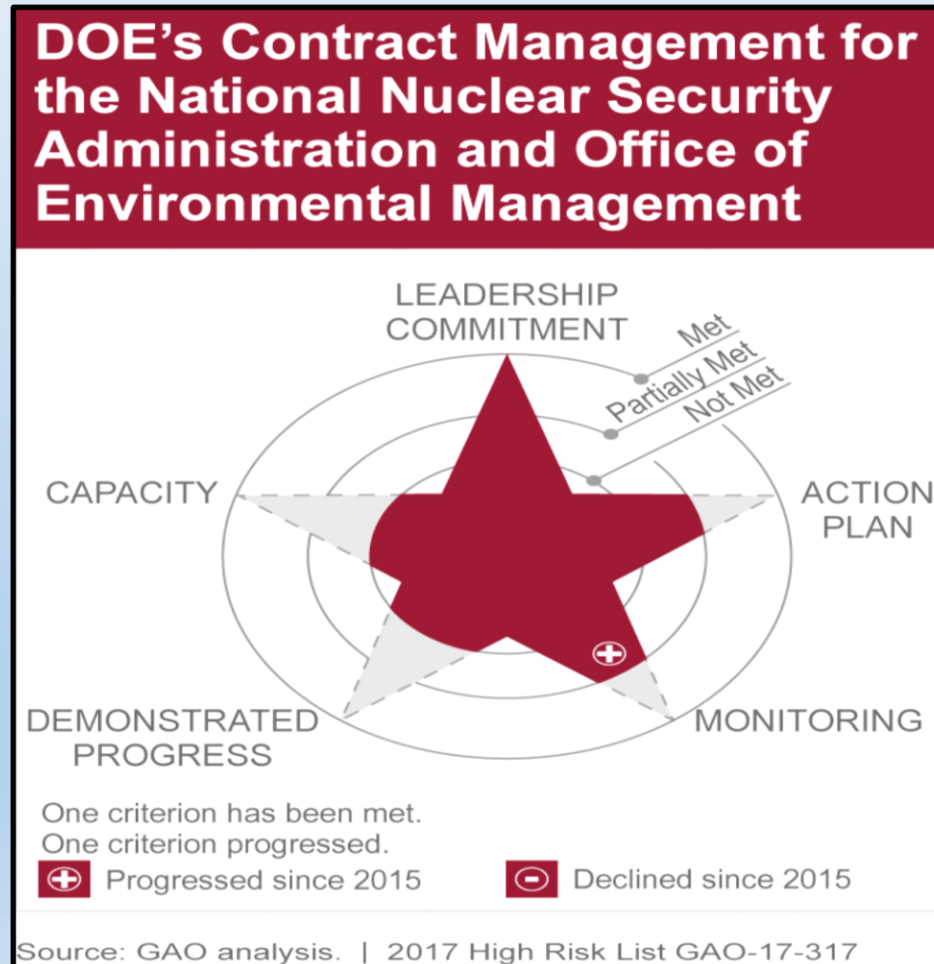 DOE's Contract Management for
the National Nuclear Security
Administration and Office of
Environmental Management
LEADERSHIP
COMMITMENT
Met
Partially Met
Not Met
CAPACITY
ACTION
PLAN
DEMONSTRATED
PROGRESS
MONITORING
One criterion has been met.
One criterion progressed.
Progressed since 2015
Declined since 2015
Source: GAO analysis. | 2017 High Risk List GAO-17-317